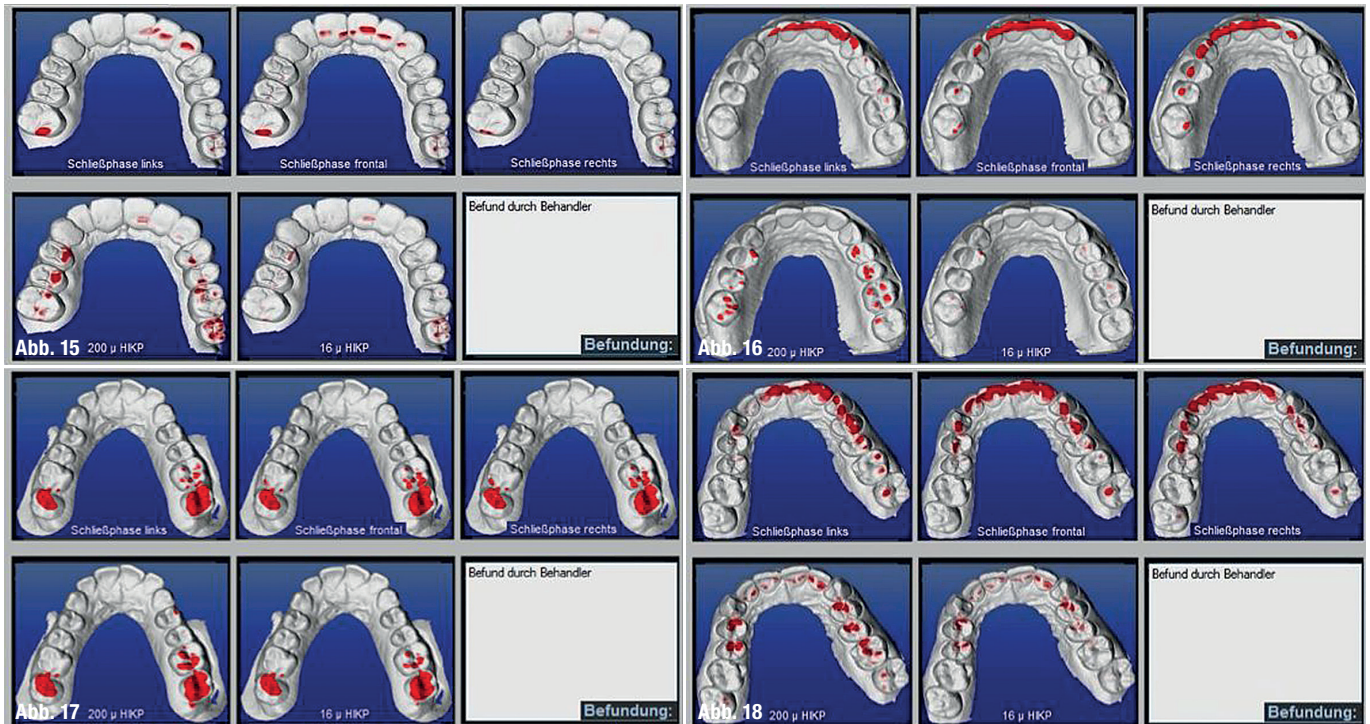 Schließphase links
Schließphase frontal
Schließphase rechts
Abb. 15
200 µ HIKP
16 µ HIKP
Befund durch Behandler
Befundung:
Schließphase links
Schließphase frontal
Schließphase rechts
Abb. 16
200 µ HIKP
16 µ HIKP
Befund durch Behandler
Befundung:
Schließphase links
Schließphase frontal
Schließphase rechts
Abb. 17
200 µ HIKP
16 µ HIKP
Befund durch Behandler
Befundung:
Schließphase links
Schließphase frontal
Schließphase rechts
Abb. 18
200 µ HIKP
16 µ HIKP
Befund durch Behandler
Befundung: